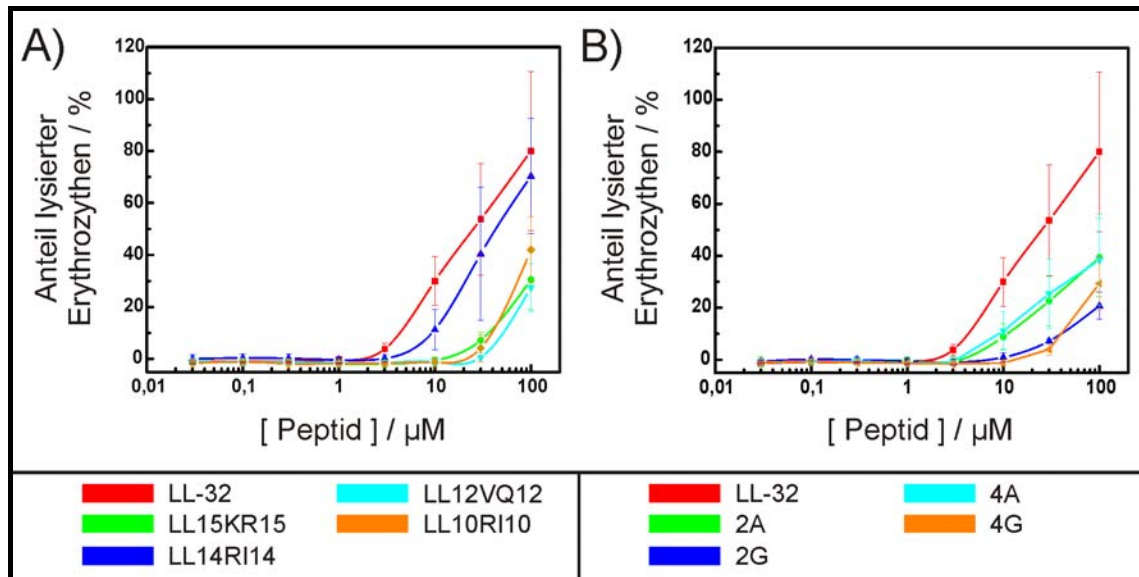 A)
120
100
80
60
40
20
0
Anteil lysierter
Erythrozythen / %
0,01 0,1 1 10 100
[ Peptid ] / µM
B)
120
100
80
60
40
20
0
Anteil lysierter
Erythrozythen / %
0,01 0,1 1 10 100
[ Peptid ] / µM
LL-32 LL12VQ12
LL15KR15 LL10RI10
LL14RI14
LL-32 4A
2A 4G
2G